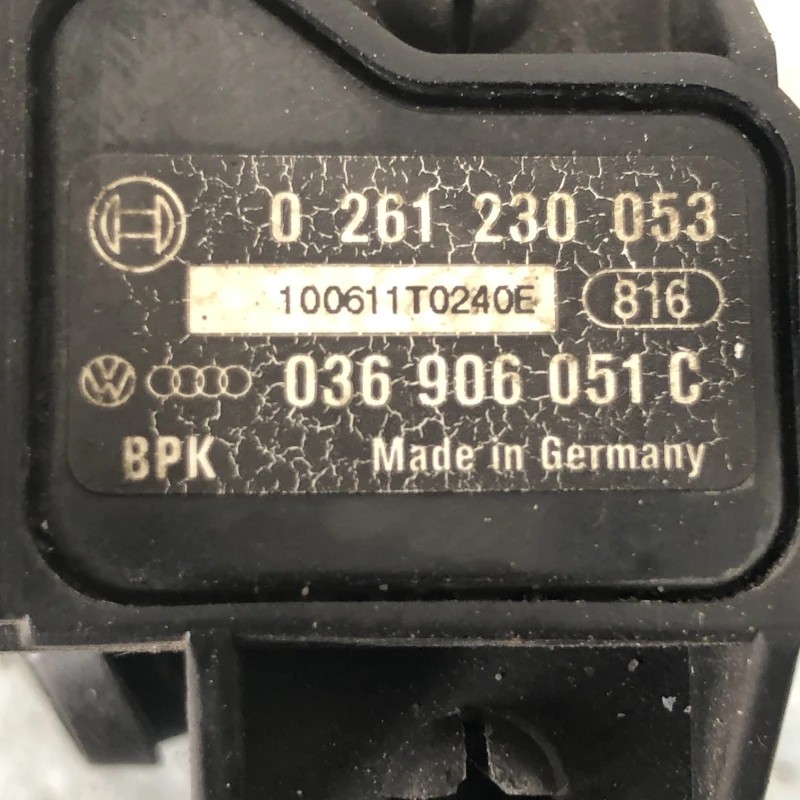 0 261 230 053
100611T0240E 816
036 906 051 C
BPK Made in Germany